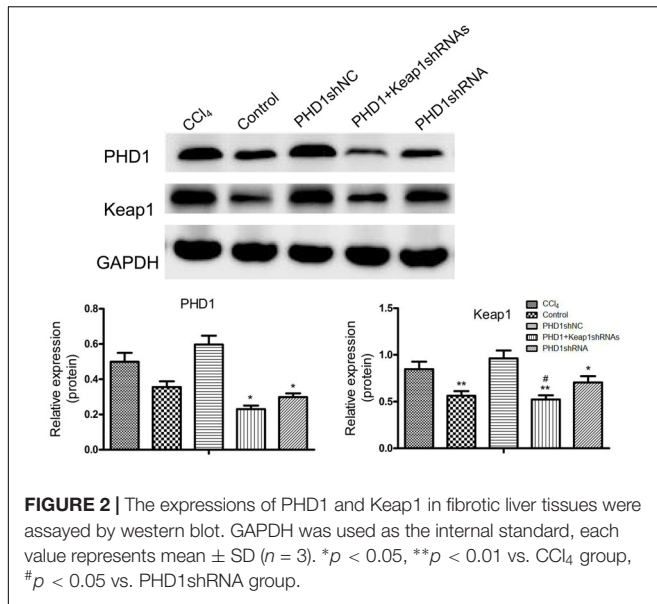 CCl₄ Control PHD1shNC PHD1+Keap1shRNAs PHD1shRNA
PHD1
Keap1
GAPDH
PHD1
Relative expression
(protein)
0.8
0.6
0.4
0.2
0.0
*
*
Keap1
Relative expression
(protein)
1.5
1.0
0.5
0.0
CCl₄
Control
PHD1shNC
PHD1+Keap1shRNAs
PHD1shRNA
**
#
**
*
FIGURE 2 | The expressions of PHD1 and Keap1 in fibrotic liver tissues were
assayed by western blot. GAPDH was used as the internal standard, each
value represents mean ± SD (n = 3). *p < 0.05, **p < 0.01 vs. CCl₄ group,
#p < 0.05 vs. PHD1shRNA group.